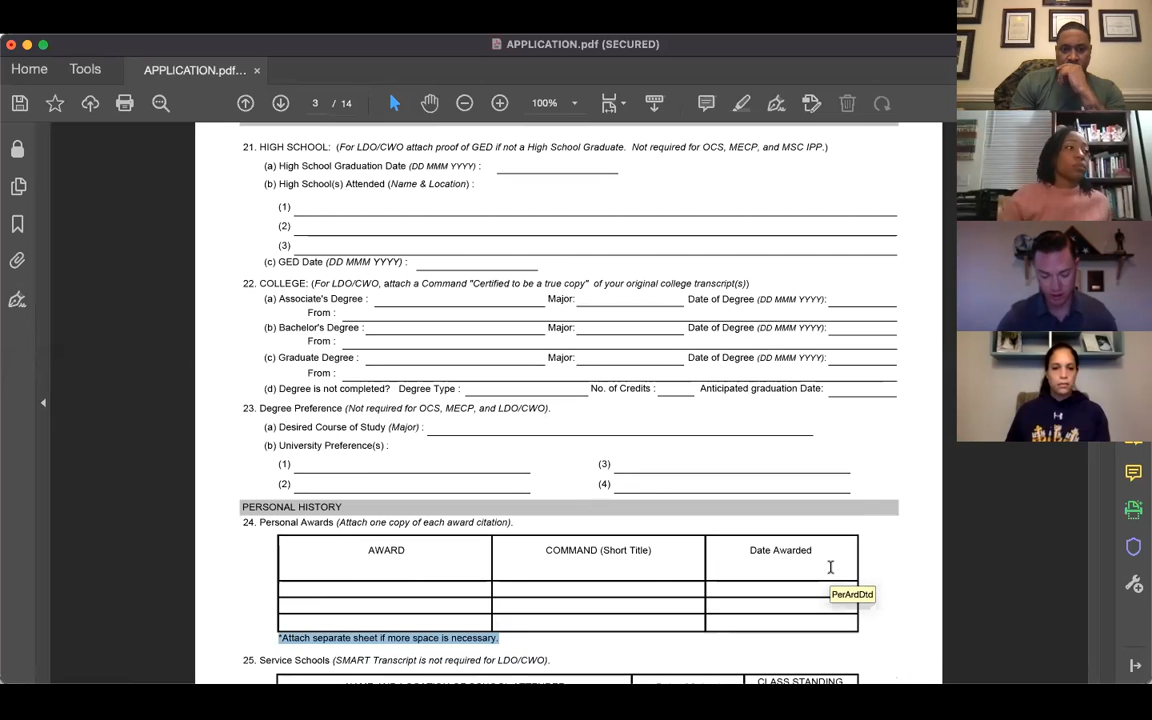 APPLICATION.pdf (SECURED)
Home Tools APPLICATION.pdf... ×
3 / 14 100%
21. HIGH SCHOOL: (For LDO/CWO attach proof of GED if not a High School Graduate. Not required for OCS, MECP, and MSC IPP.)
(a) High School Graduation Date (DD MMM YYYY) :
(b) High School(s) Attended (Name & Location) :
(1)
(2)
(3)
(c) GED Date (DD MMM YYYY) :
22. COLLEGE: (For LDO/CWO, attach a Command "Certified to be a true copy" of your original college transcript(s))
(a) Associate's Degree : Major: Date of Degree (DD MMM YYYY):
From :
(b) Bachelor's Degree : Major: Date of Degree (DD MMM YYYY):
From :
(c) Graduate Degree : Major: Date of Degree (DD MMM YYYY):
From :
(d) Degree is not completed? Degree Type : No. of Credits : Anticipated graduation Date:
23. Degree Preference (Not required for OCS, MECP, and LDO/CWO).
(a) Desired Course of Study (Major) :
(b) University Preference(s) :
(1) (3)
(2) (4)
PERSONAL HISTORY
24. Personal Awards (Attach one copy of each award citation).
AWARD COMMAND (Short Title) Date Awarded
PerArdDtd
*Attach separate sheet if more space is necessary.
25. Service Schools (SMART Transcript is not required for LDO/CWO).
NAME AND LOCATION OF SCHOOL ATTENDED CLASS STANDING